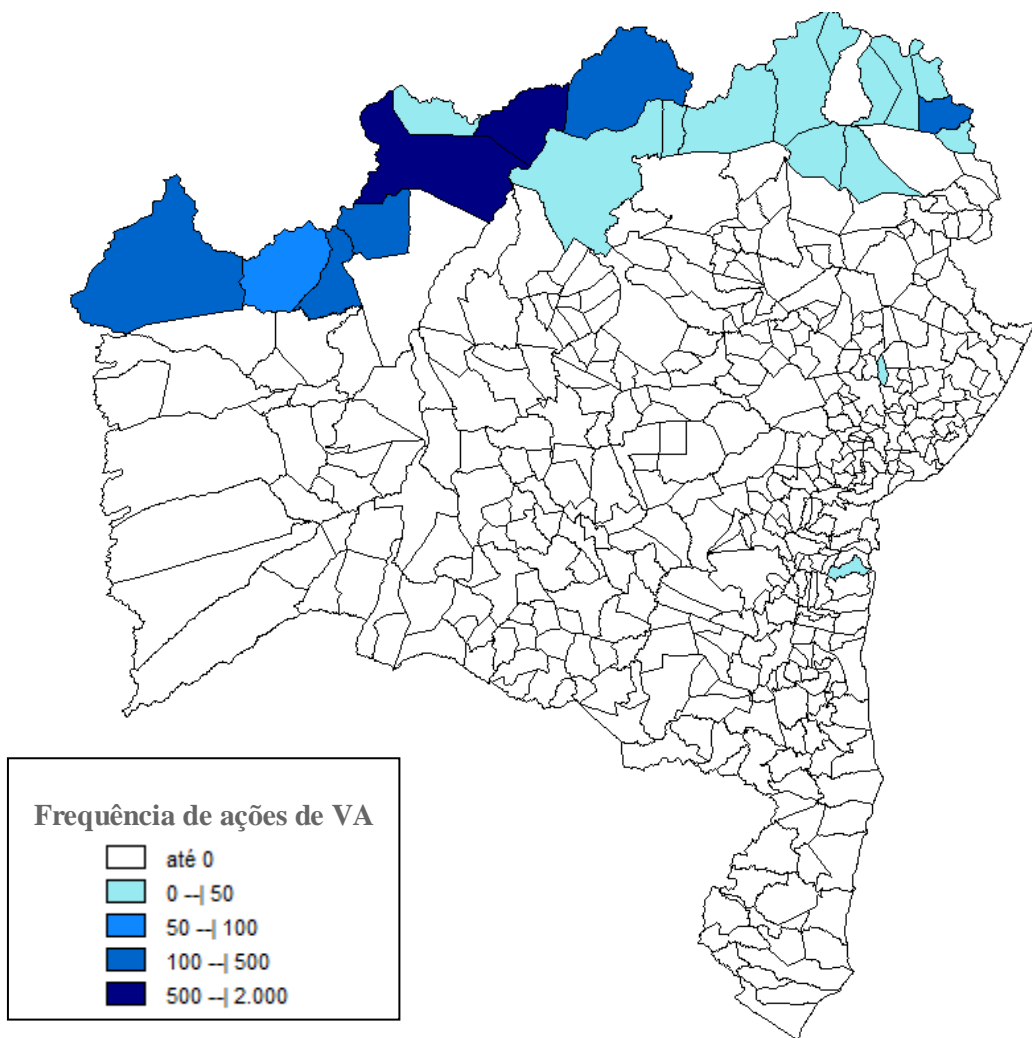 Frequência de ações de VA
até 0
0 --| 50
50 --| 100
100 --| 500
500 --| 2.000